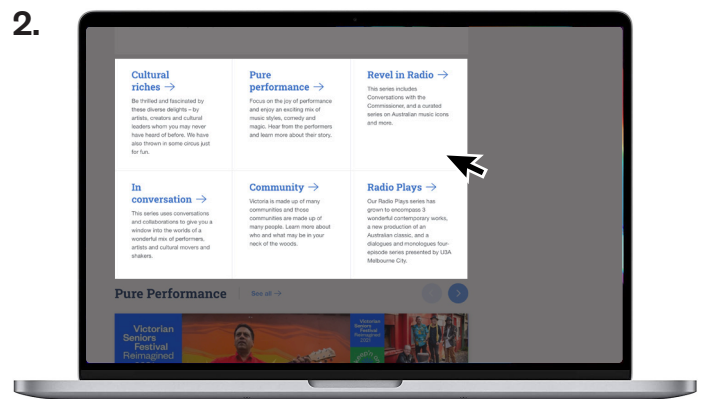 2.
Cultural
riches →
Be thrilled and fascinated by
these diverse delights – by
artists, creators and cultural
leaders whom you may never
have heard of before. We have
also thrown in some circus just
for fun.
Pure
performance →
Focus on the joy of performance
and enjoy an exciting mix of
music styles, comedy and
magic. Hear from the performers
and learn more about their story.
Revel in Radio →
This series includes
Conversations with the
Commissioner, and a curated
series on Australian music icons
and more.
In
conversation →
This series uses conversations
and collaborations to give you a
window into the worlds of a
wonderful mix of performers,
artists and cultural movers and
shakers.
Community →
Victoria is made up of many
communities and those
communities are made up of
many people. Learn more about
who and what may be in your
neck of the woods.
Radio Plays →
Our Radio Plays series has
grown to encompass 3
wonderful contemporary works,
a new production of an
Australian classic, and a
dialogues and monologues four-
episode series presented by U3A
Melbourne City.
Pure Performance
See all →
Victorian
Seniors
Festival
Reimagined
Victorian
Seniors
Festival
Reimagined
2021